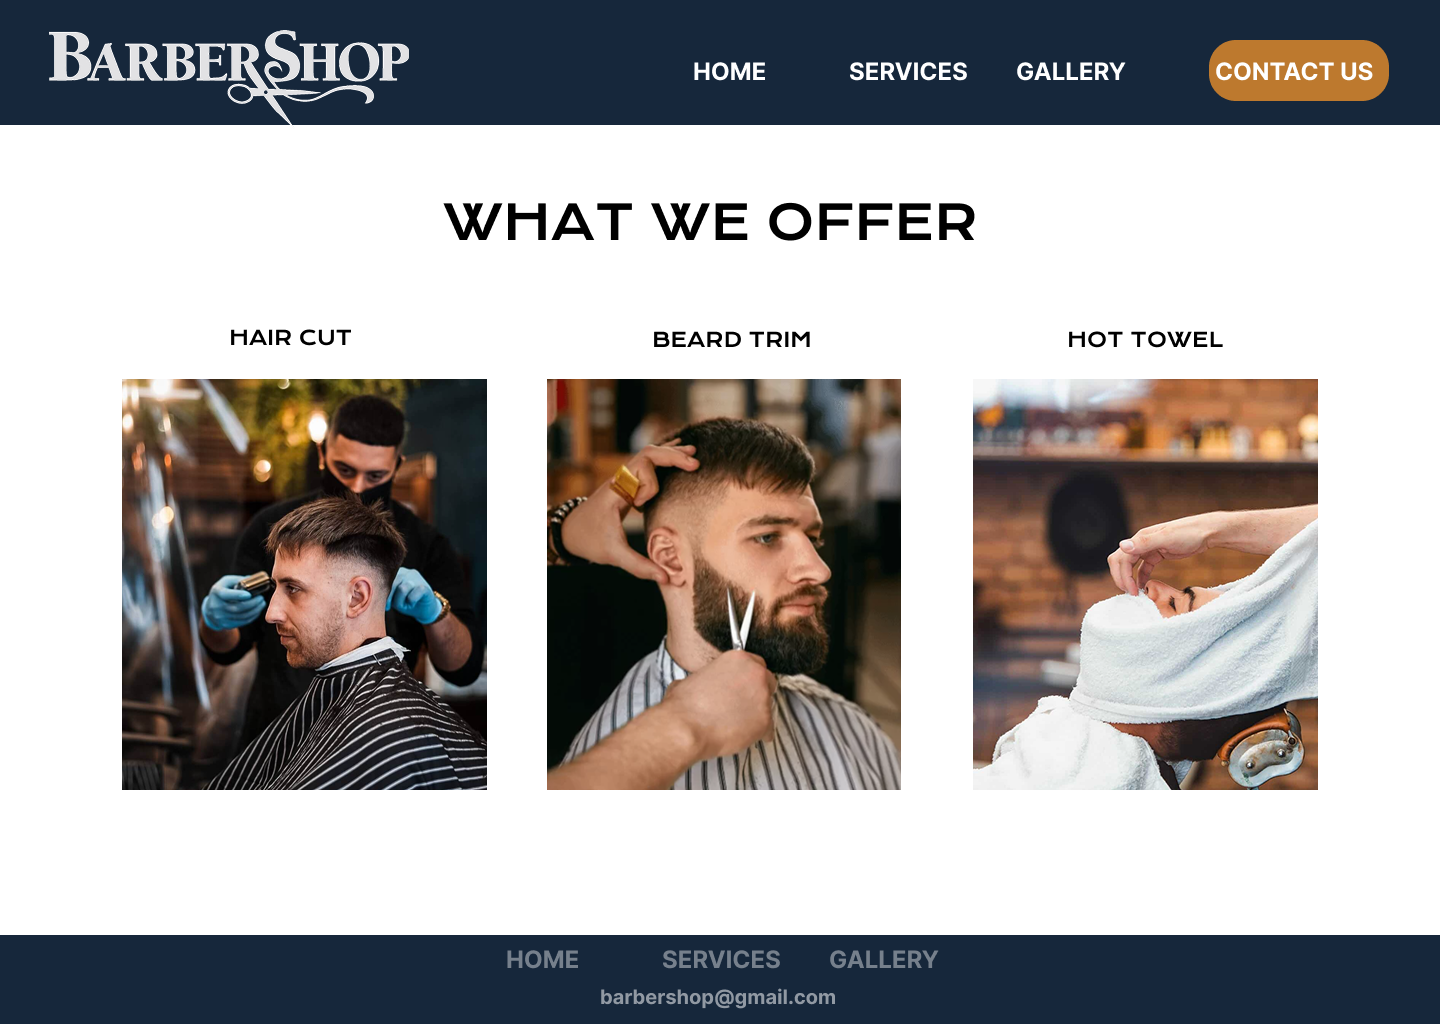 BARBERSHOP
HOME SERVICES GALLERY CONTACT US
WHAT WE OFFER
HAIR CUT BEARD TRIM HOT TOWEL
HOME SERVICES GALLERY
barbershop@gmail.com